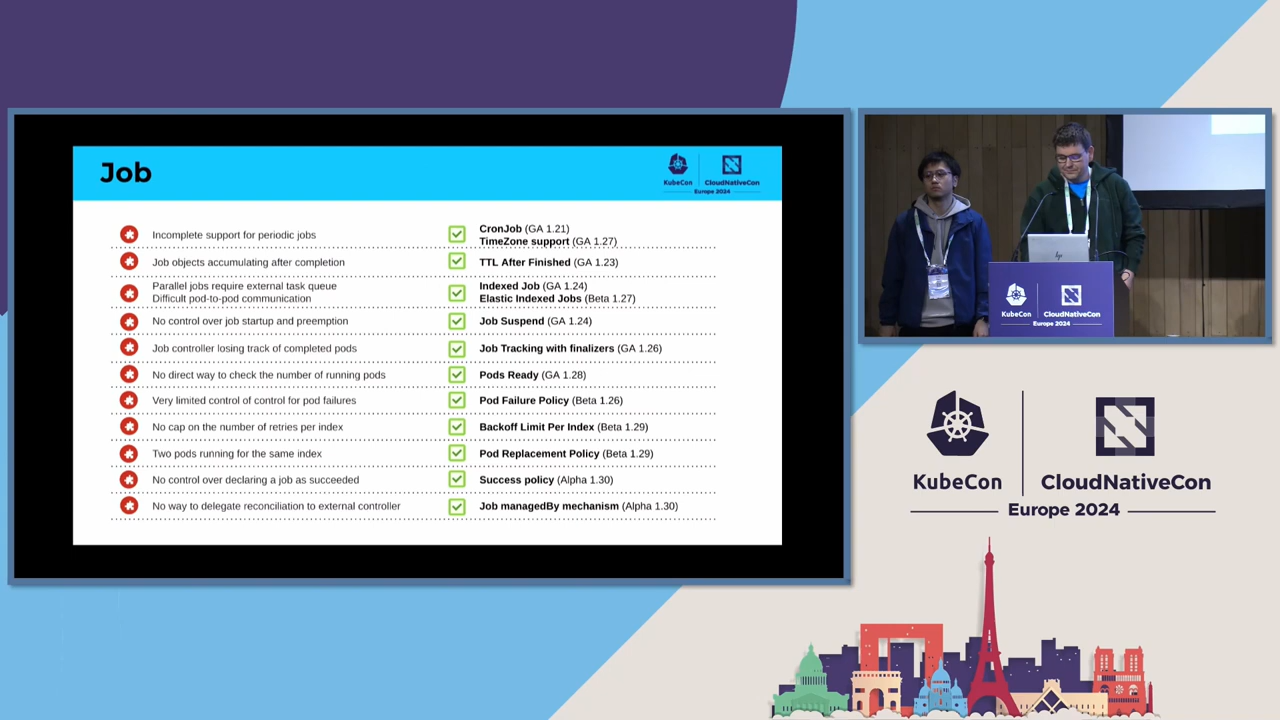 Job
KubeCon
CloudNativeCon
Europe 2024
Incomplete support for periodic jobs
CronJob (GA 1.21)
TimeZone support (GA 1.27)
Job objects accumulating after completion
TTL After Finished (GA 1.23)
Parallel jobs require external task queue
Difficult pod-to-pod communication
Indexed Job (GA 1.24)
Elastic Indexed Jobs (Beta 1.27)
No control over job startup and preemption
Job Suspend (GA 1.24)
Job controller losing track of completed pods
Job Tracking with finalizers (GA 1.26)
No direct way to check the number of running pods
Pods Ready (GA 1.28)
Very limited control of control for pod failures
Pod Failure Policy (Beta 1.26)
No cap on the number of retries per index
Backoff Limit Per Index (Beta 1.29)
Two pods running for the same index
Pod Replacement Policy (Beta 1.29)
No control over declaring a job as succeeded
Success policy (Alpha 1.30)
No way to delegate reconciliation to external controller
Job managedBy mechanism (Alpha 1.30)
hp
KubeCon
CloudNativeCon
Europe 2024
KubeCon
CloudNativeCon
Europe 2024